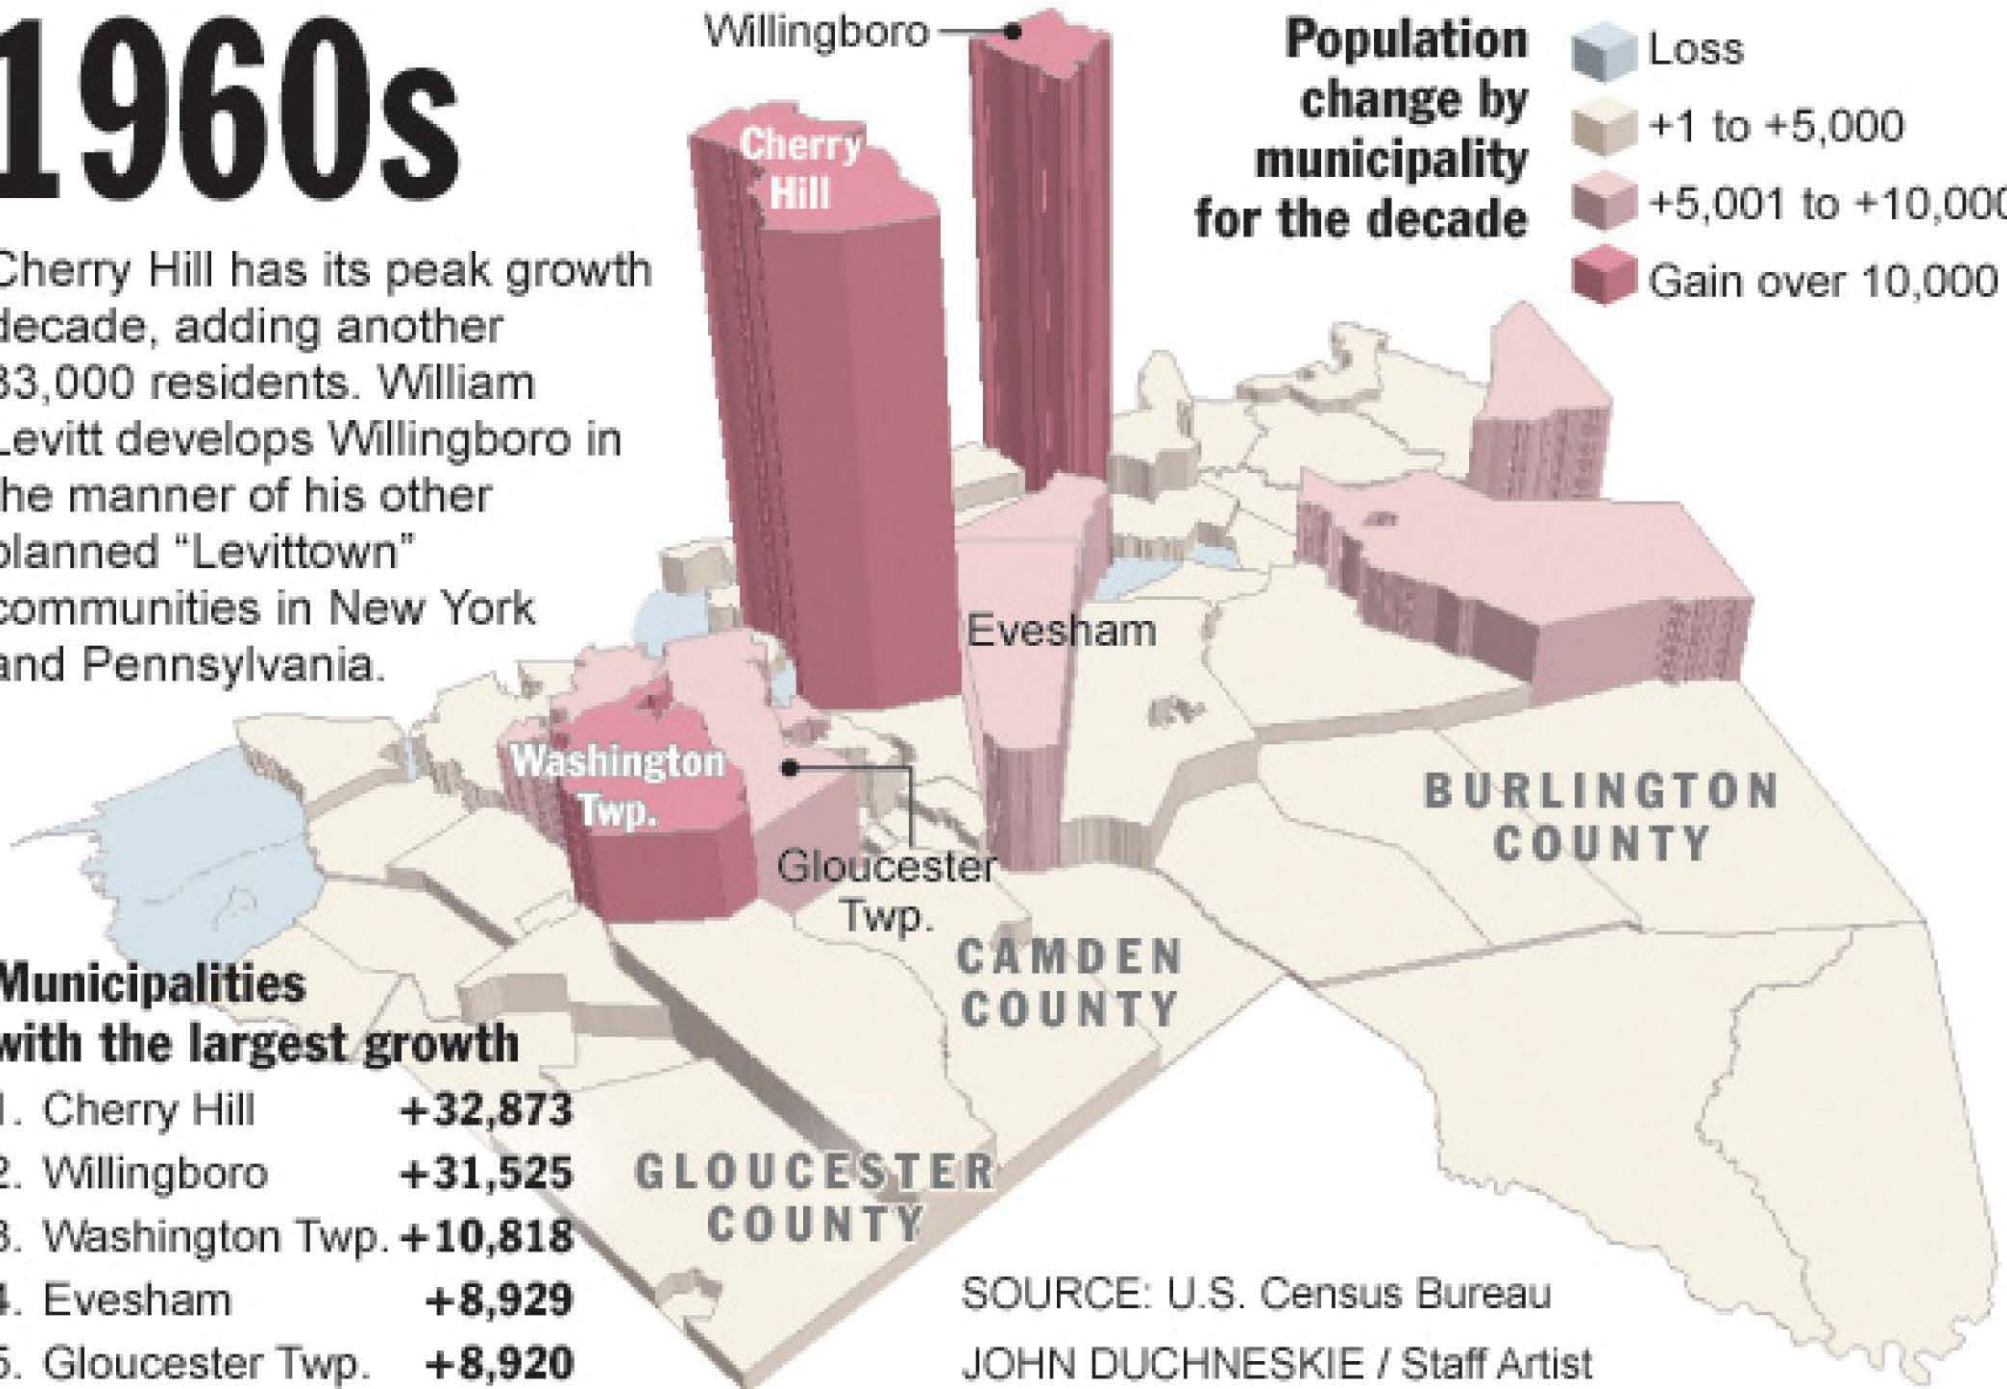 1960s
Cherry Hill has its peak growth
decade, adding another
33,000 residents. William
Levitt develops Willingboro in
the manner of his other
planned “Levittown”
communities in New York
and Pennsylvania.
Willingboro
Cherry
Hill
Population
change by
municipality
for the decade
Loss
+1 to +5,000
+5,001 to +10,000
Gain over 10,000
Evesham
Washington
Twp.
Gloucester
Twp.
BURLINGTON
COUNTY
CAMDEN
COUNTY
GLOUCESTER
COUNTY
Municipalities
with the largest growth
1. Cherry Hill +32,873
2. Willingboro +31,525
3. Washington Twp. +10,818
4. Evesham +8,929
5. Gloucester Twp. +8,920
SOURCE: U.S. Census Bureau
JOHN DUCHNESKIE / Staff Artist